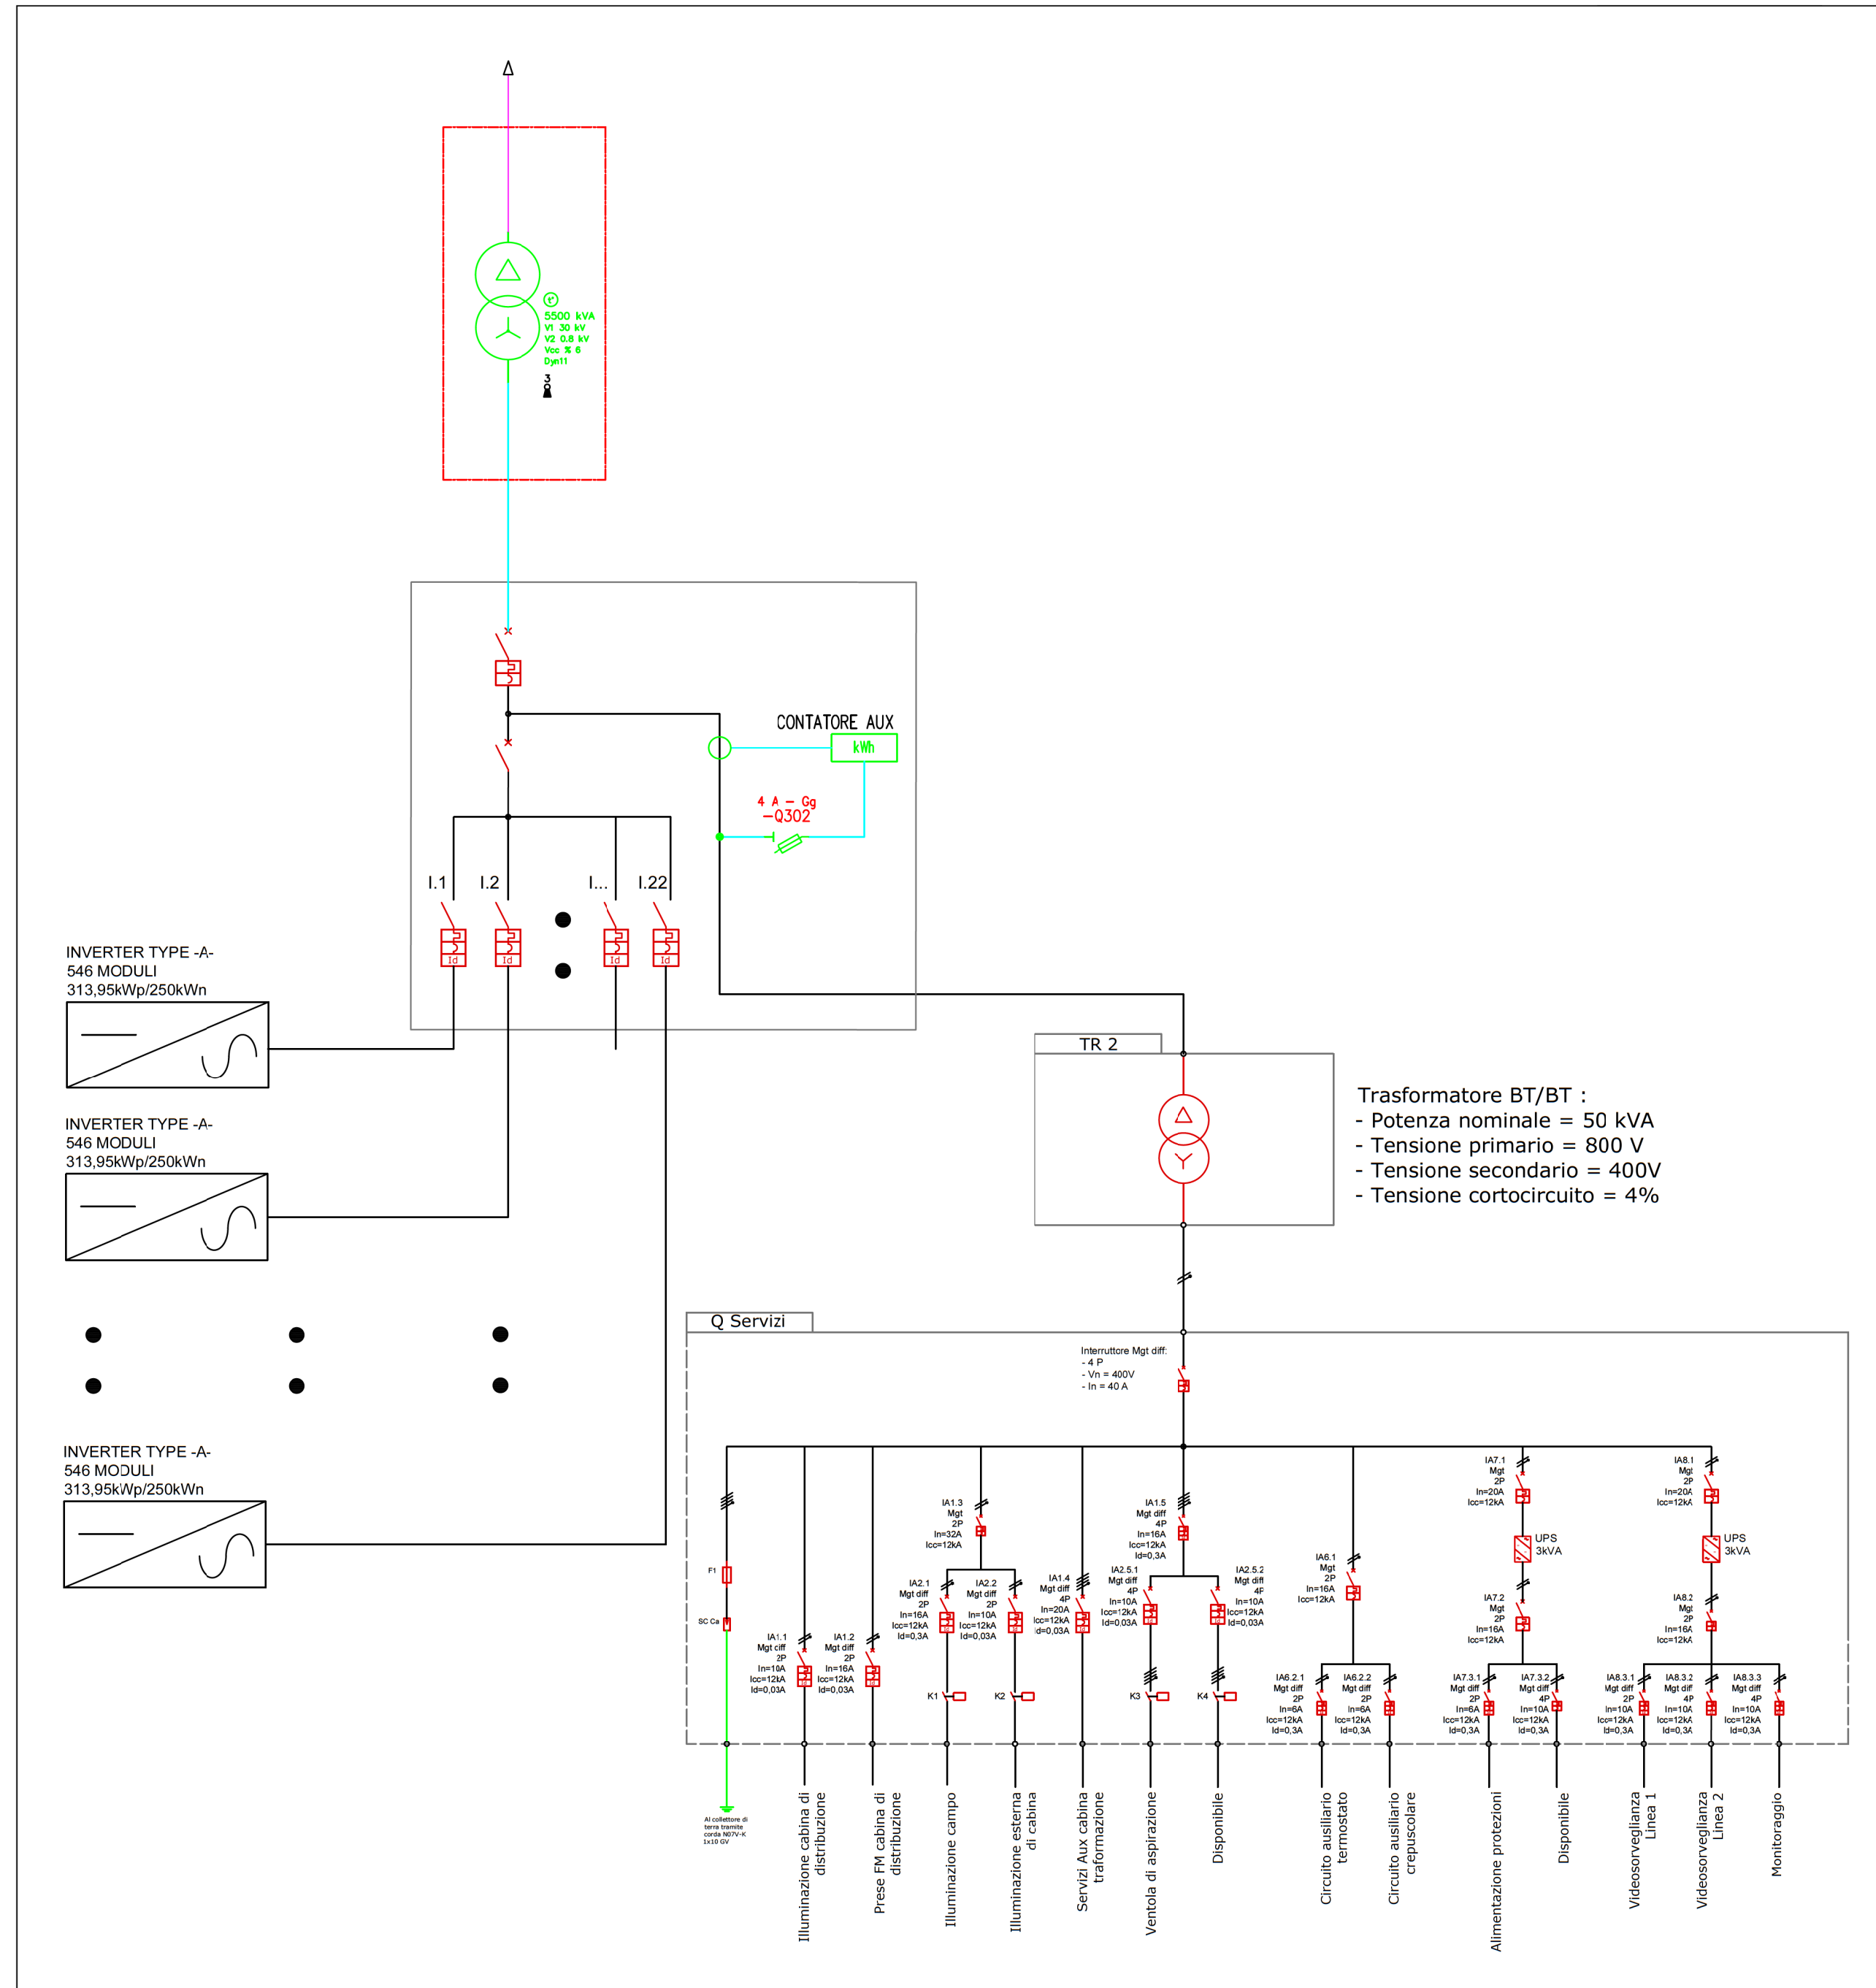 t°
5500 kVA
V1 30 kV
V2 0.8 kV
Vcc % 6
Dyn11
3
CONTATORE AUX
kWh
4 A - Gg
-Q302
I.1
I.2
I...
I.22
Id
Id
Id
Id
INVERTER TYPE -A-
546 MODULI
313,95kWp/250kWn
INVERTER TYPE -A-
546 MODULI
313,95kWp/250kWn
INVERTER TYPE -A-
546 MODULI
313,95kWp/250kWn
TR 2
Trasformatore BT/BT :
- Potenza nominale = 50 kVA
- Tensione primario = 800 V
- Tensione secondario = 400V
- Tensione cortocircuito = 4%
Q Servizi
Interruttore Mgt diff:
- 4 P
- Vn = 400V
- In = 40 A
F1
SC Ca
Al collettore di
terra tramite
corda N07V-K
1x10 GV
IA1.1
Mgt diff
2P
In=10A
Icc=12kA
Id=0,03A
IA1.2
Mgt diff
2P
In=16A
Icc=12kA
Id=0,03A
IA1.3
Mgt
2P
In=32A
Icc=12kA
IA2.1
Mgt diff
2P
In=16A
Icc=12kA
Id=0,3A
K1
IA2.2
Mgt diff
2P
In=10A
Icc=12kA
Id=0,03A
K2
IA1.4
Mgt diff
4P
In=20A
Icc=12kA
Id=0,03A
IA1.5
Mgt diff
4P
In=16A
Icc=12kA
Id=0,3A
IA2.5.1
Mgt diff
4P
In=10A
Icc=12kA
Id=0,03A
K3
IA2.5.2
Mgt diff
4P
In=10A
Icc=12kA
Id=0,03A
K4
IA6.1
Mgt
2P
In=16A
Icc=12kA
IA6.2.1
Mgt diff
2P
In=6A
Icc=12kA
Id=0,3A
IA6.2.2
Mgt diff
2P
In=6A
Icc=12kA
Id=0,3A
IA7.1
Mgt
2P
In=20A
Icc=12kA
UPS
3kVA
IA7.2
Mgt
2P
In=16A
Icc=12kA
IA7.3.1
Mgt diff
2P
In=6A
Icc=12kA
Id=0,3A
IA7.3.2
Mgt diff
4P
In=10A
Icc=12kA
Id=0,3A
IA8.1
Mgt
2P
In=20A
Icc=12kA
UPS
3kVA
IA8.2
Mgt
2P
In=16A
Icc=12kA
IA8.3.1
Mgt diff
2P
In=10A
Icc=12kA
Id=0,3A
IA8.3.2
Mgt diff
4P
In=10A
Icc=12kA
Id=0,3A
IA8.3.3
Mgt diff
4P
In=10A
Icc=12kA
Id=0,3A
Illuminazione cabina di
distribuzione
Prese FM cabina di
distribuzione
Illuminazione campo
Illuminazione esterna
di cabina
Servizi Aux cabina
traformazione
Ventola di aspirazione
Disponibile
Circuito ausiliario
termostato
Circuito ausiliario
crepuscolare
Alimentazione protezioni
Disponibile
Videosorveglianza
Linea 1
Videosorveglianza
Linea 2
Monitoraggio